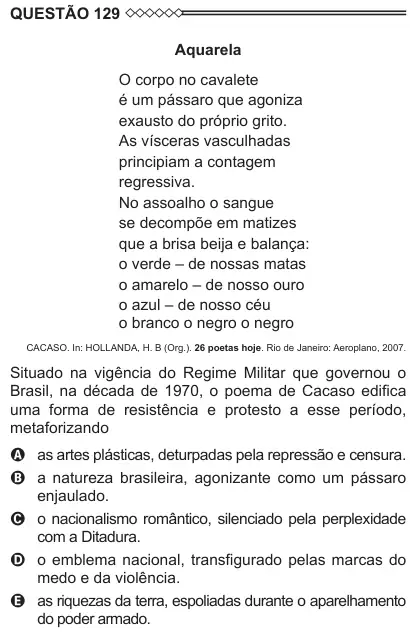 QUESTÃO 129
Aquarela
O corpo no cavalete
é um pássaro que agoniza
exausto do próprio grito.
As vísceras vasculhadas
principiam a contagem
regressiva.
No assoalho o sangue
se decompõe em matizes
que a brisa beija e balança:
o verde – de nossas matas
o amarelo – de nosso ouro
o azul – de nosso céu
o branco o negro o negro
CACASO. In: HOLLANDA, H. B (Org.). 26 poetas hoje. Rio de Janeiro: Aeroplano, 2007.
Situado na vigência do Regime Militar que governou o
Brasil, na década de 1970, o poema de Cacaso edifica
uma forma de resistência e protesto a esse período,
metaforizando
A as artes plásticas, deturpadas pela repressão e censura.
B a natureza brasileira, agonizante como um pássaro
enjaulado.
C o nacionalismo romântico, silenciado pela perplexidade
com a Ditadura.
D o emblema nacional, transfigurado pelas marcas do
medo e da violência.
E as riquezas da terra, espoliadas durante o aparelhamento
do poder armado.